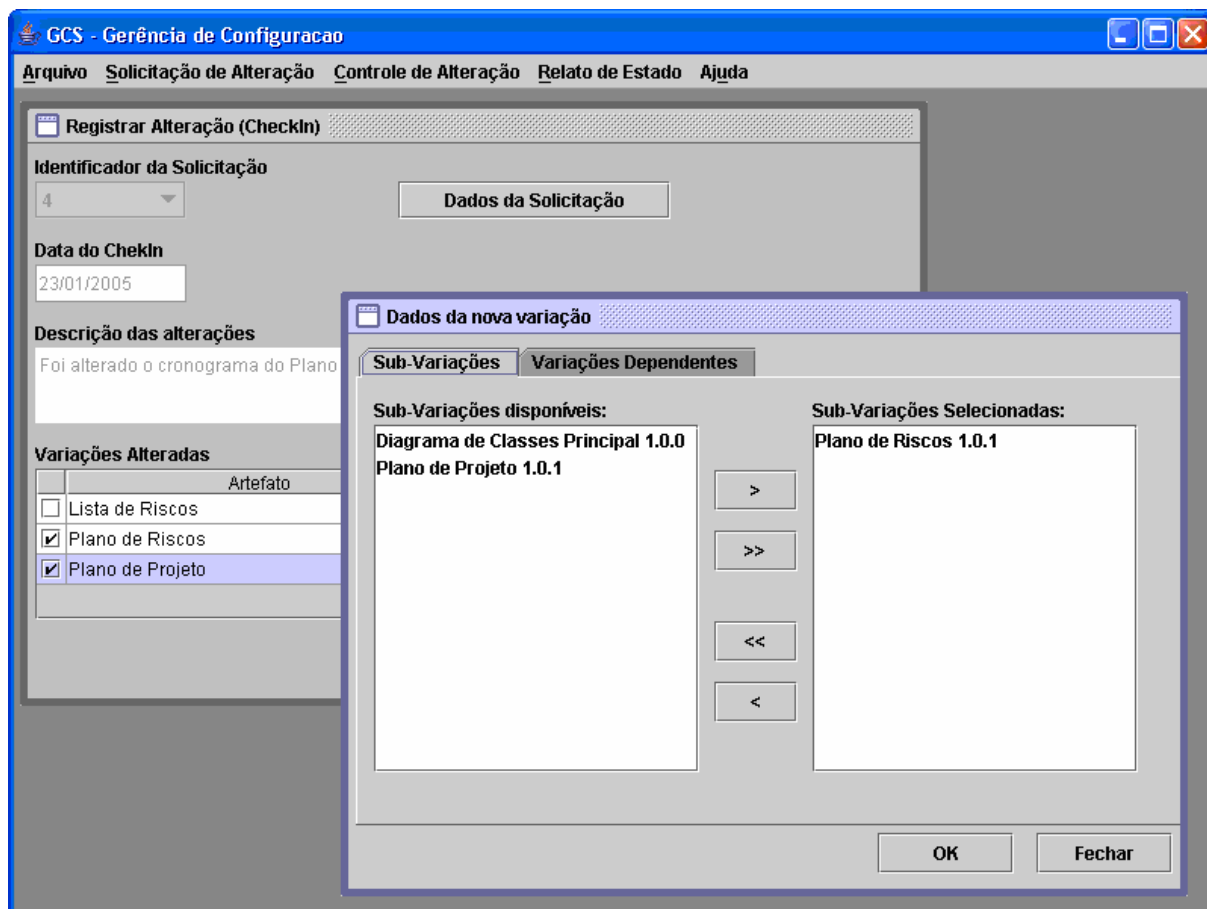 GCS - Gerência de Configuracao
Arquivo Solicitação de Alteração Controle de Alteração Relato de Estado Ajuda
Registrar Alteração (CheckIn)
Identificador da Solicitação
4
Dados da Solicitação
Data do ChekIn
23/01/2005
Descrição das alterações
Foi alterado o cronograma do Plano
Variações Alteradas
Artefato
Lista de Riscos
Plano de Riscos
Plano de Projeto
Dados da nova variação
Sub-Variações Variações Dependentes
Sub-Variações disponíveis:
Diagrama de Classes Principal 1.0.0
Plano de Projeto 1.0.1
>
>>
<<
<
Sub-Variações Selecionadas:
Plano de Riscos 1.0.1
OK Fechar